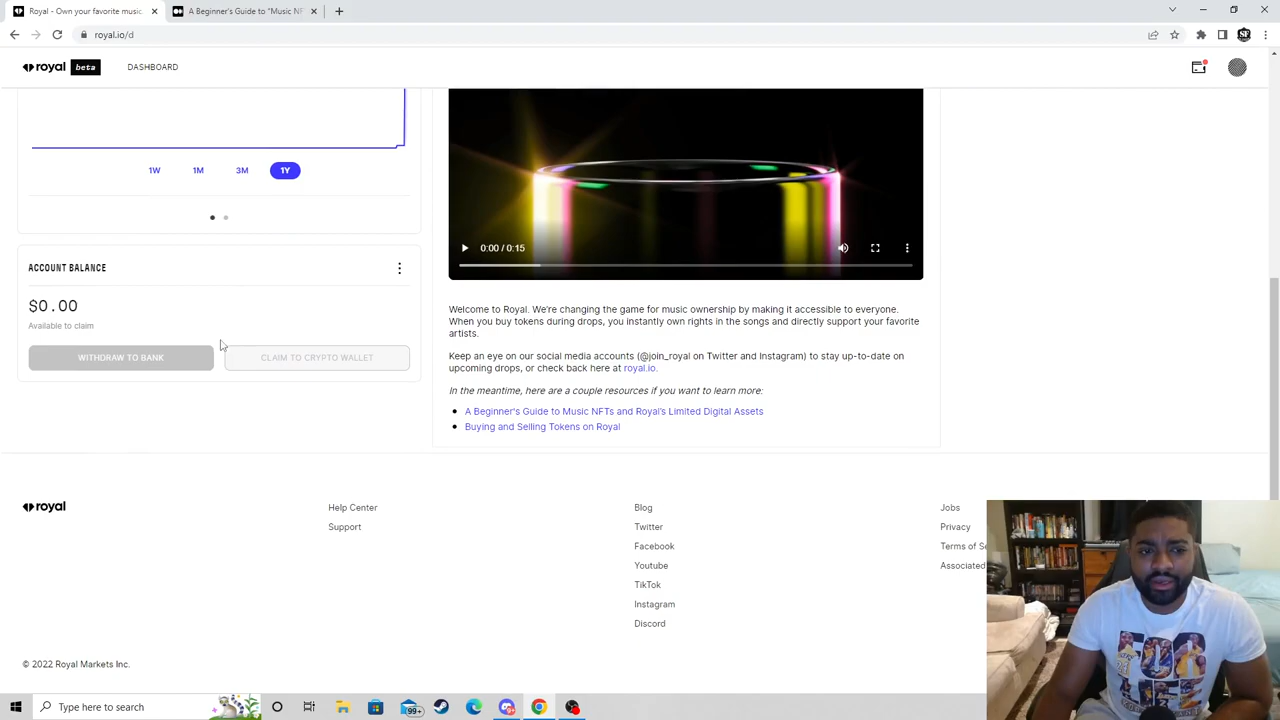 Royal - Own your favorite music.
A Beginner's Guide to "Music NF
royal.io/d
royal beta
DASHBOARD
1W 1M 3M 1Y
0:00 / 0:15
ACCOUNT BALANCE
$0.00
Available to claim
WITHDRAW TO BANK
CLAIM TO CRYPTO WALLET
Welcome to Royal. We're changing the game for music ownership by making it accessible to everyone.
When you buy tokens during drops, you instantly own rights in the songs and directly support your favorite
artists.
Keep an eye on our social media accounts (@join_royal on Twitter and Instagram) to stay up-to-date on
upcoming drops, or check back here at royal.io.
In the meantime, here are a couple resources if you want to learn more:
A Beginner's Guide to Music NFTs and Royal's Limited Digital Assets
Buying and Selling Tokens on Royal
royal
Help Center
Support
Blog
Twitter
Facebook
Youtube
TikTok
Instagram
Discord
Jobs
Privacy
Terms of Se
Associated
© 2022 Royal Markets Inc.
Type here to search
99+